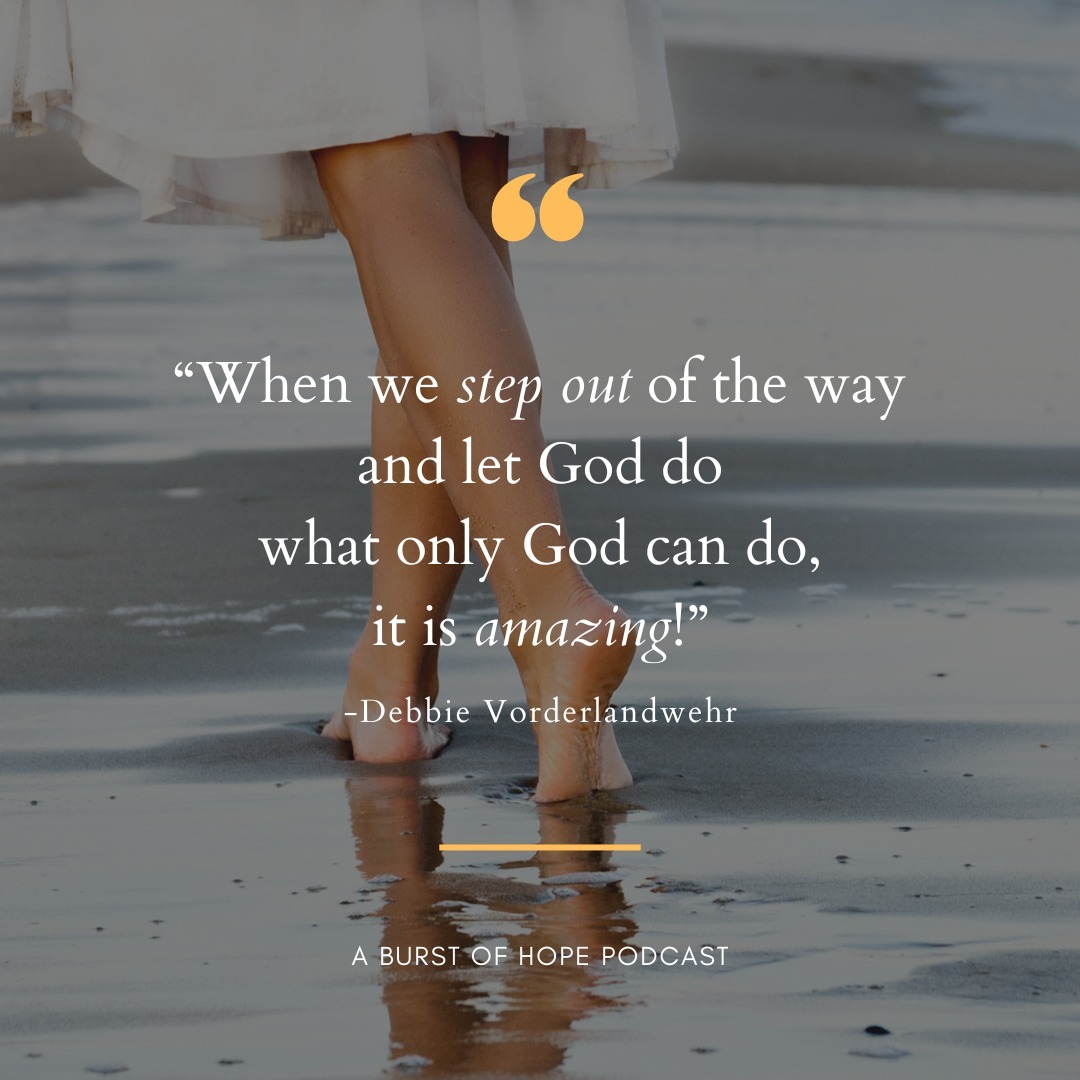 “When we step out of the way
and let God do
what only God can do,
it is amazing!”
-Debbie Vorderlandwehr
A BURST OF HOPE PODCAST